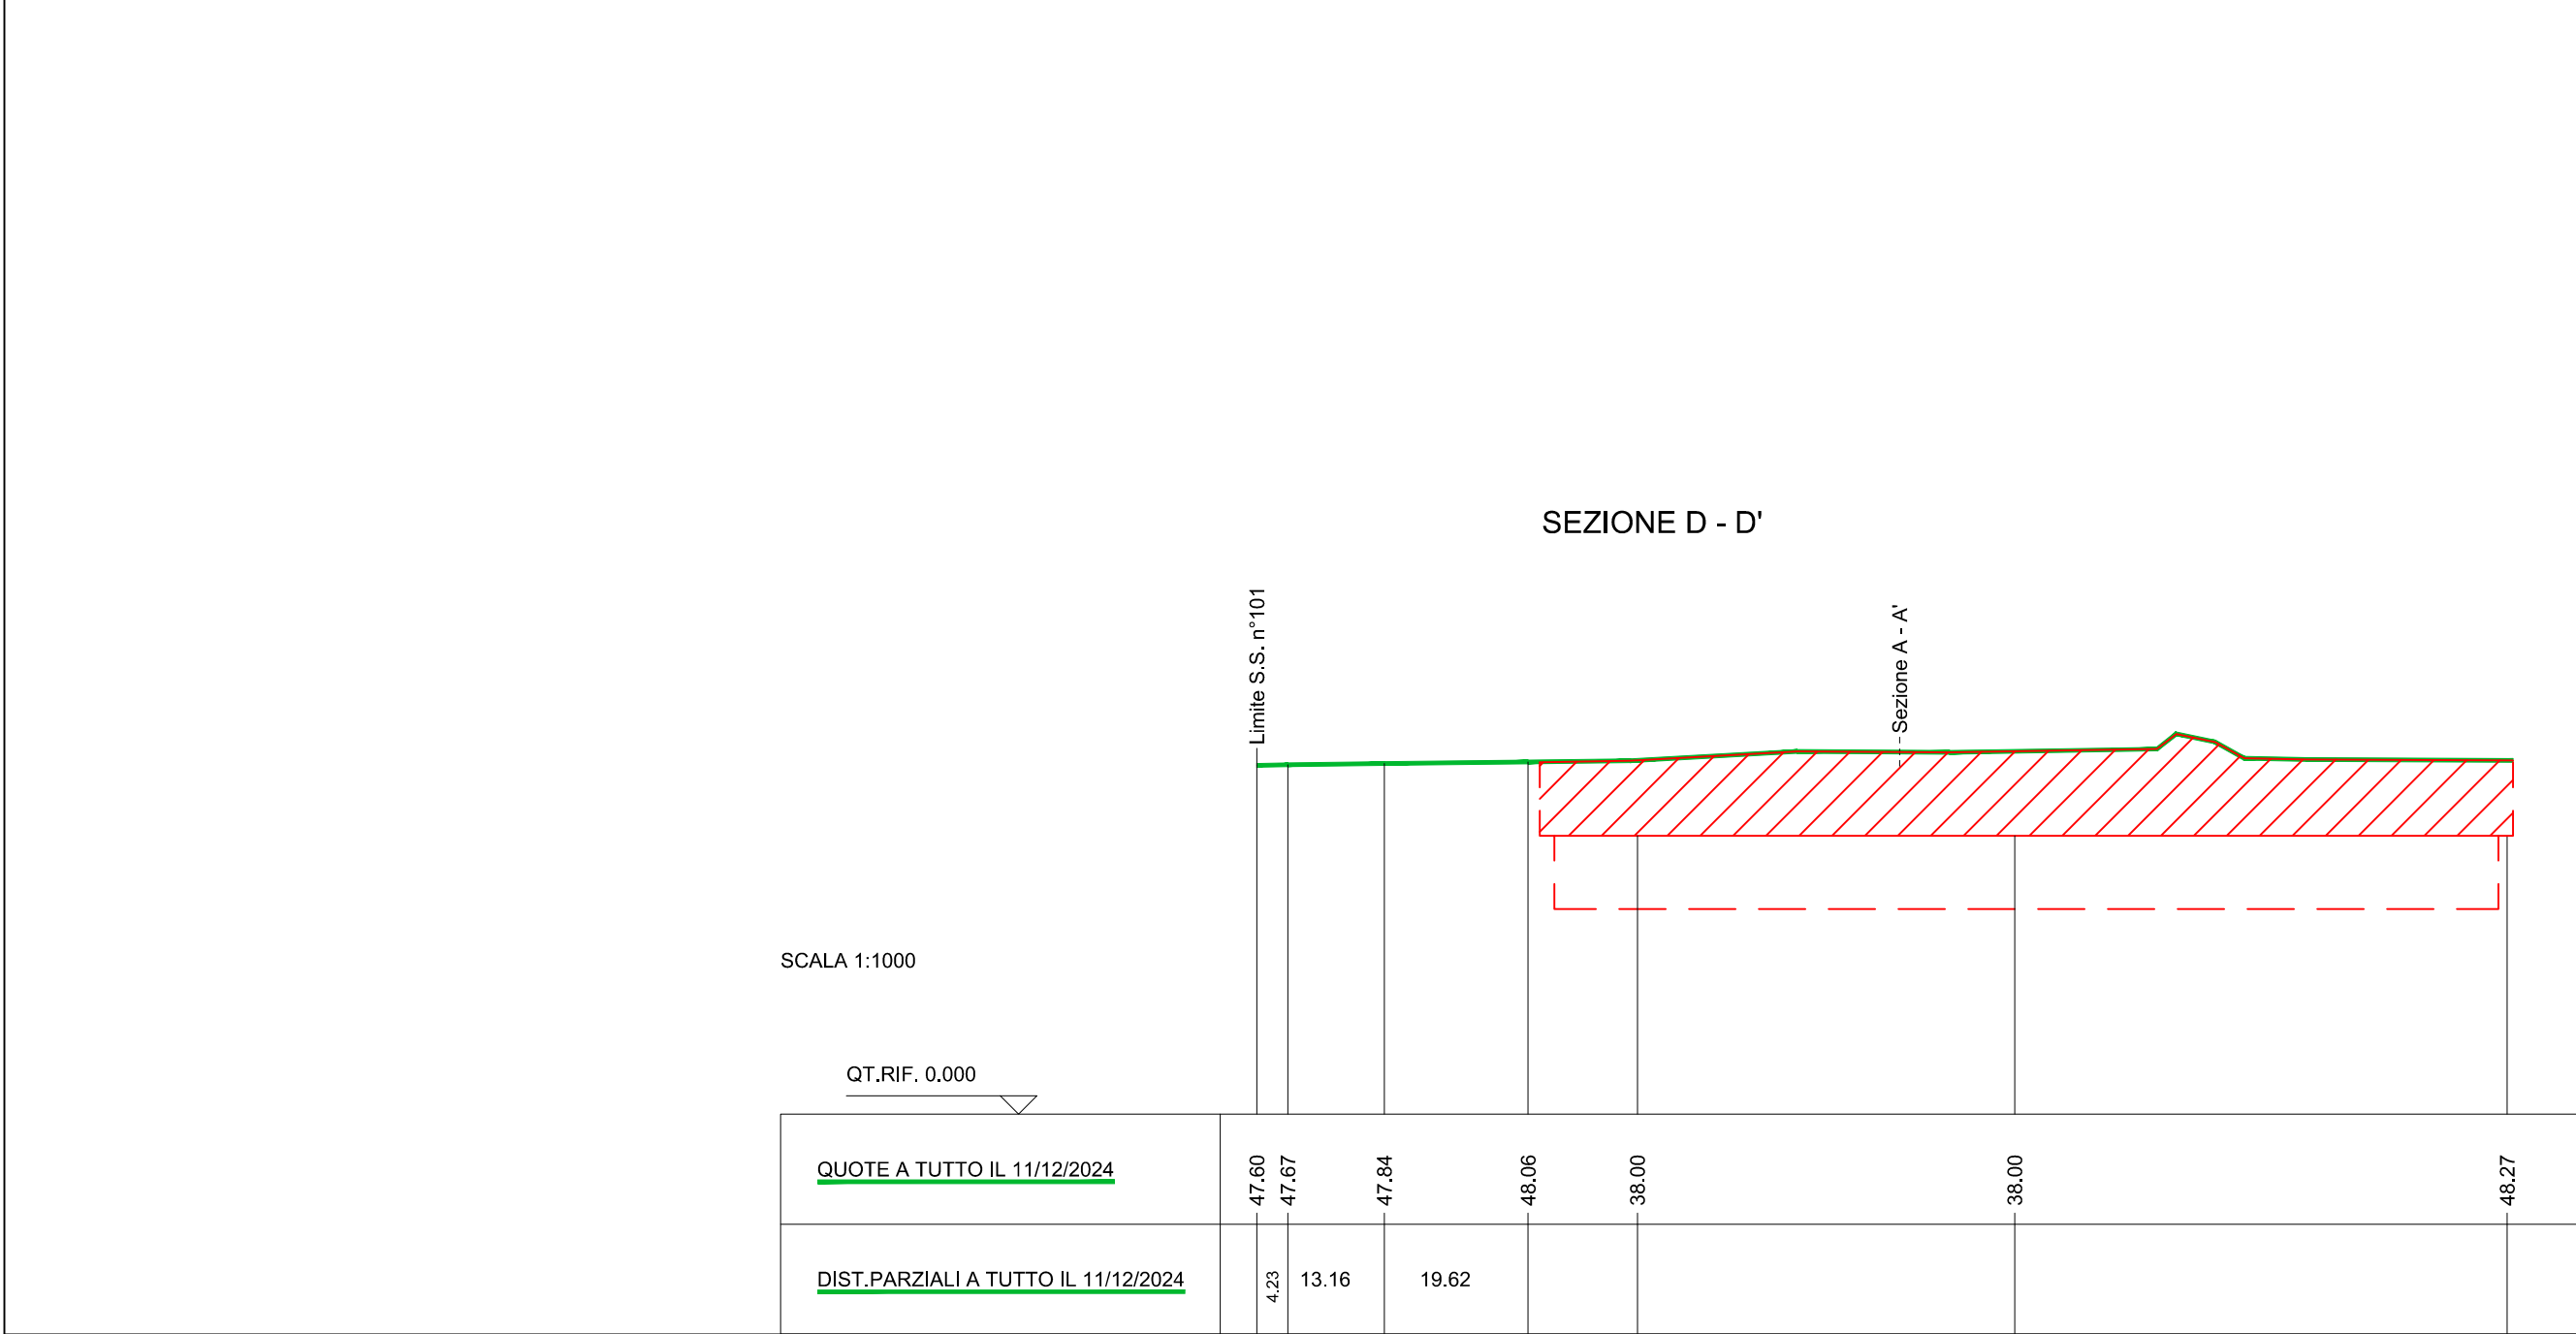 SEZIONE D - D'
Limite S.S. n°101
Sezione A - A'
SCALA 1:1000
QT.RIF. 0.000
QUOTE A TUTTO IL 11/12/2024
47.60
47.67
47.84
48.06
38.00
38.00
48.27
DIST.PARZIALI A TUTTO IL 11/12/2024
4.23
13.16
19.62